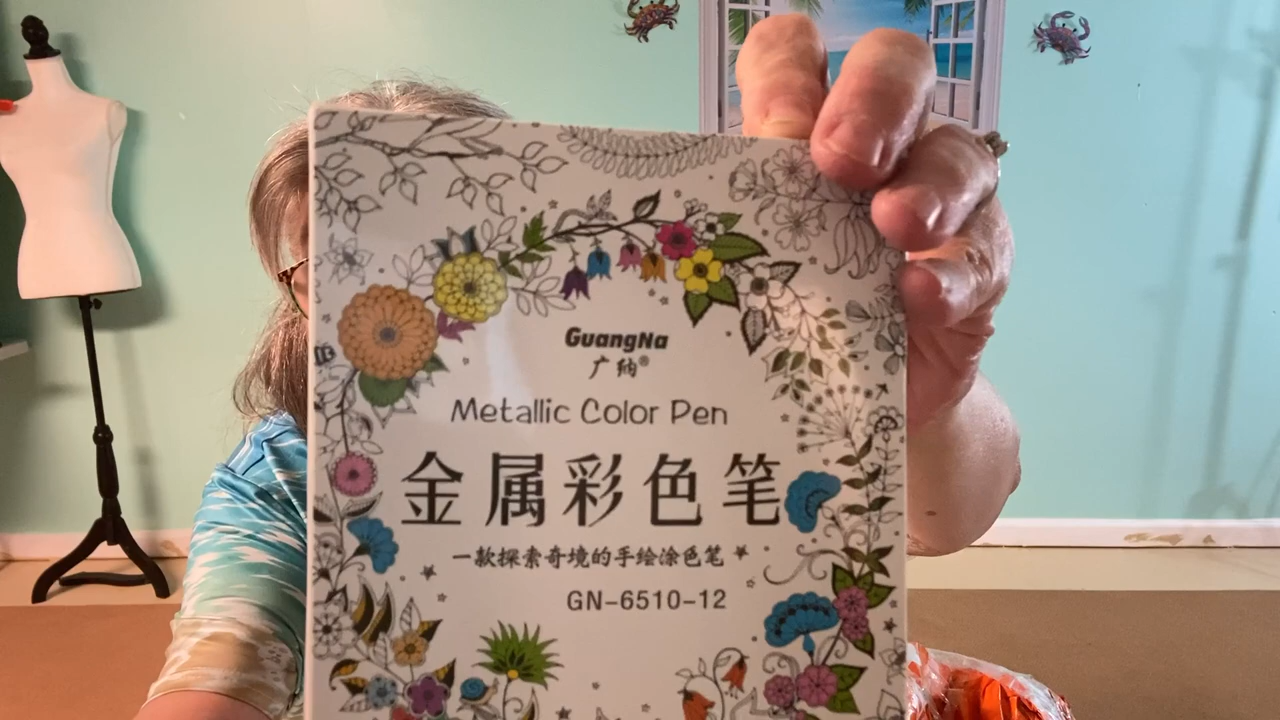 GuangNa
广纳®
Metallic Color Pen
金属彩色笔
一款探索奇境的手绘涂色笔
GN-6510-12